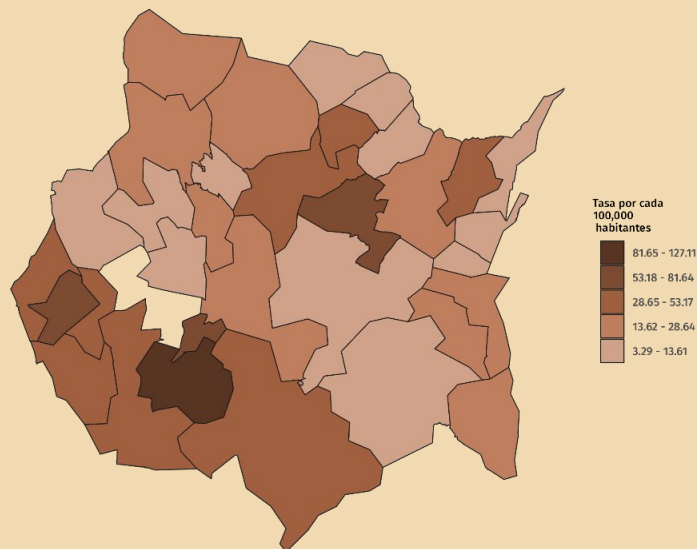 Tasa por cada
100,000
habitantes
81.65 - 127.11
53.18 - 81.64
28.65 - 53.17
13.62 - 28.64
3.29 - 13.61